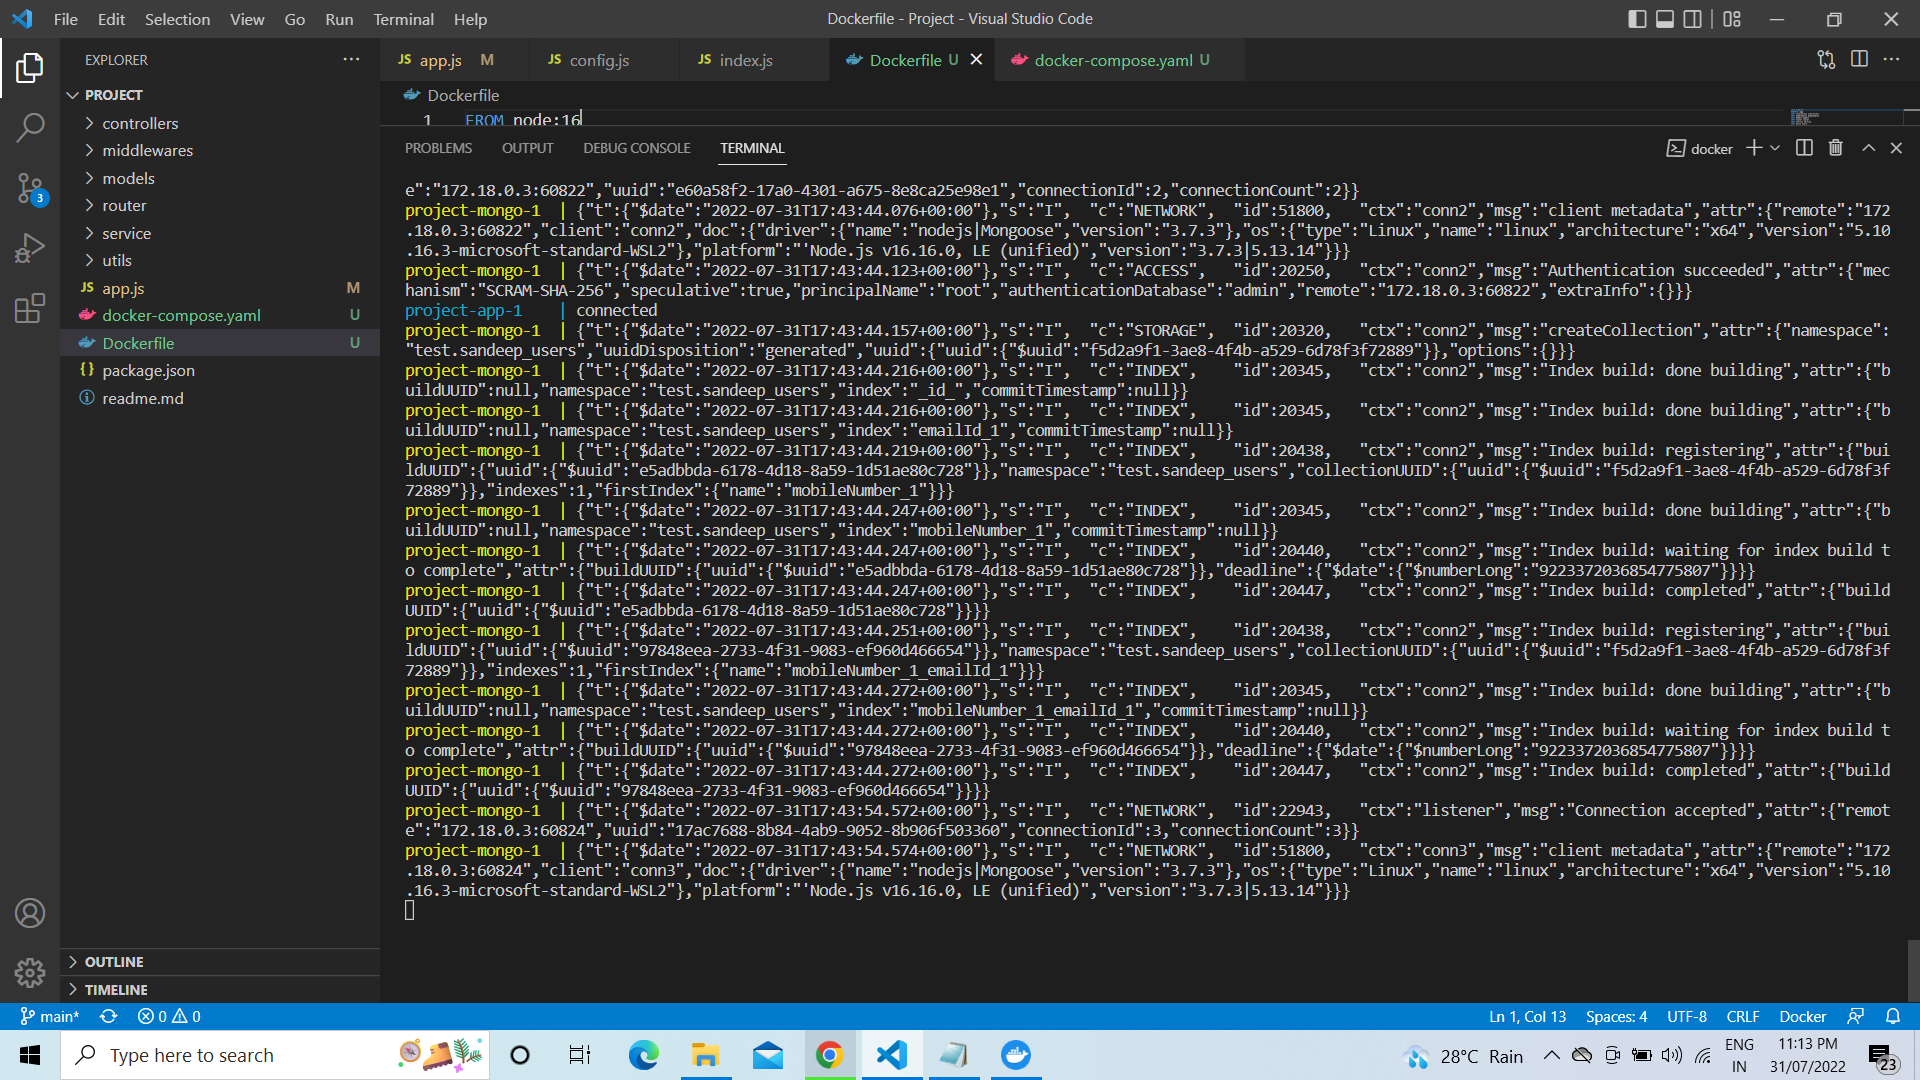 File Edit Selection View Go Run Terminal Help
Dockerfile - Project - Visual Studio Code
EXPLORER
PROJECT
controllers
middlewares
models
router
service
utils
JS app.js M
docker-compose.yaml U
Dockerfile U
{} package.json
readme.md
OUTLINE
TIMELINE
3
JS app.js M
JS config.js
JS index.js
Dockerfile U
docker-compose.yaml U
Dockerfile
1 FROM node:16
PROBLEMS OUTPUT DEBUG CONSOLE TERMINAL
docker
e":"172.18.0.3:60822","uuid":"e60a58f2-17a0-4301-a675-8e8ca25e98e1","connectionId":2,"connectionCount":2}}
project-mongo-1 | {"t":{"$date":"2022-07-31T17:43:44.076+00:00"},"s":"I", "c":"NETWORK", "id":51800, "ctx":"conn2","msg":"client metadata","attr":{"remote":"172
.18.0.3:60822","client":"conn2","doc":{"driver":{"name":"nodejs|Mongoose","version":"3.7.3"},"os":{"type":"Linux","name":"linux","architecture":"x64","version":"5.10
.16.3-microsoft-standard-WSL2"},"platform":"'Node.js v16.16.0, LE (unified)","version":"3.7.3|5.13.14"}}}
project-mongo-1 | {"t":{"$date":"2022-07-31T17:43:44.123+00:00"},"s":"I", "c":"ACCESS", "id":20250, "ctx":"conn2","msg":"Authentication succeeded","attr":{"mec
hanism":"SCRAM-SHA-256","speculative":true,"principalName":"root","authenticationDatabase":"admin","remote":"172.18.0.3:60822","extraInfo":{}}}
project-app-1 | connected
project-mongo-1 | {"t":{"$date":"2022-07-31T17:43:44.157+00:00"},"s":"I", "c":"STORAGE", "id":20320, "ctx":"conn2","msg":"createCollection","attr":{"namespace":
"test.sandeep_users","uuidDisposition":"generated","uuid":{"uuid":{"$uuid":"f5d2a9f1-3ae8-4f4b-a529-6d78f3f72889"}},"options":{}}}
project-mongo-1 | {"t":{"$date":"2022-07-31T17:43:44.216+00:00"},"s":"I", "c":"INDEX", "id":20345, "ctx":"conn2","msg":"Index build: done building","attr":{"b
uildUUID":null,"namespace":"test.sandeep_users","index":"_id_","commitTimestamp":null}}
project-mongo-1 | {"t":{"$date":"2022-07-31T17:43:44.216+00:00"},"s":"I", "c":"INDEX", "id":20345, "ctx":"conn2","msg":"Index build: done building","attr":{"b
uildUUID":null,"namespace":"test.sandeep_users","index":"emailId_1","commitTimestamp":null}}
project-mongo-1 | {"t":{"$date":"2022-07-31T17:43:44.219+00:00"},"s":"I", "c":"INDEX", "id":20438, "ctx":"conn2","msg":"Index build: registering","attr":{"bui
ldUUID":{"uuid":{"$uuid":"e5adbbda-6178-4d18-8a59-1d51ae80c728"}},"namespace":"test.sandeep_users","collectionUUID":{"uuid":{"$uuid":"f5d2a9f1-3ae8-4f4b-a529-6d78f3f
72889"}},"indexes":1,"firstIndex":{"name":"mobileNumber_1"}}}
project-mongo-1 | {"t":{"$date":"2022-07-31T17:43:44.247+00:00"},"s":"I", "c":"INDEX", "id":20345, "ctx":"conn2","msg":"Index build: done building","attr":{"b
uildUUID":null,"namespace":"test.sandeep_users","index":"mobileNumber_1","commitTimestamp":null}}
project-mongo-1 | {"t":{"$date":"2022-07-31T17:43:44.247+00:00"},"s":"I", "c":"INDEX", "id":20440, "ctx":"conn2","msg":"Index build: waiting for index build t
o complete","attr":{"buildUUID":{"uuid":{"$uuid":"e5adbbda-6178-4d18-8a59-1d51ae80c728"}},"deadline":{"$date":{"$numberLong":"9223372036854775807"}}}}
project-mongo-1 | {"t":{"$date":"2022-07-31T17:43:44.247+00:00"},"s":"I", "c":"INDEX", "id":20447, "ctx":"conn2","msg":"Index build: completed","attr":{"build
UUID":{"uuid":{"$uuid":"e5adbbda-6178-4d18-8a59-1d51ae80c728"}}}}
project-mongo-1 | {"t":{"$date":"2022-07-31T17:43:44.251+00:00"},"s":"I", "c":"INDEX", "id":20438, "ctx":"conn2","msg":"Index build: registering","attr":{"bui
ldUUID":{"uuid":{"$uuid":"97848eea-2733-4f31-9083-ef960d466654"}},"namespace":"test.sandeep_users","collectionUUID":{"uuid":{"$uuid":"f5d2a9f1-3ae8-4f4b-a529-6d78f3f
72889"}},"indexes":1,"firstIndex":{"name":"mobileNumber_1_emailId_1"}}}
project-mongo-1 | {"t":{"$date":"2022-07-31T17:43:44.272+00:00"},"s":"I", "c":"INDEX", "id":20345, "ctx":"conn2","msg":"Index build: done building","attr":{"b
uildUUID":null,"namespace":"test.sandeep_users","index":"mobileNumber_1_emailId_1","commitTimestamp":null}}
project-mongo-1 | {"t":{"$date":"2022-07-31T17:43:44.272+00:00"},"s":"I", "c":"INDEX", "id":20440, "ctx":"conn2","msg":"Index build: waiting for index build t
o complete","attr":{"buildUUID":{"uuid":{"$uuid":"97848eea-2733-4f31-9083-ef960d466654"}},"deadline":{"$date":{"$numberLong":"9223372036854775807"}}}}
project-mongo-1 | {"t":{"$date":"2022-07-31T17:43:44.272+00:00"},"s":"I", "c":"INDEX", "id":20447, "ctx":"conn2","msg":"Index build: completed","attr":{"build
UUID":{"uuid":{"$uuid":"97848eea-2733-4f31-9083-ef960d466654"}}}}
project-mongo-1 | {"t":{"$date":"2022-07-31T17:43:54.572+00:00"},"s":"I", "c":"NETWORK", "id":22943, "ctx":"listener","msg":"Connection accepted","attr":{"remot
e":"172.18.0.3:60824","uuid":"17ac7688-8b84-4ab9-9052-8b906f503360","connectionId":3,"connectionCount":3}}
project-mongo-1 | {"t":{"$date":"2022-07-31T17:43:54.574+00:00"},"s":"I", "c":"NETWORK", "id":51800, "ctx":"conn3","msg":"client metadata","attr":{"remote":"172
.18.0.3:60824","client":"conn3","doc":{"driver":{"name":"nodejs|Mongoose","version":"3.7.3"},"os":{"type":"Linux","name":"linux","architecture":"x64","version":"5.10
.16.3-microsoft-standard-WSL2"},"platform":"'Node.js v16.16.0, LE (unified)","version":"3.7.3|5.13.14"}}}
main* 0 0
Ln 1, Col 13 Spaces: 4 UTF-8 CRLF Docker
Type here to search
28°C Rain
ENG
IN
11:13 PM
31/07/2022
23